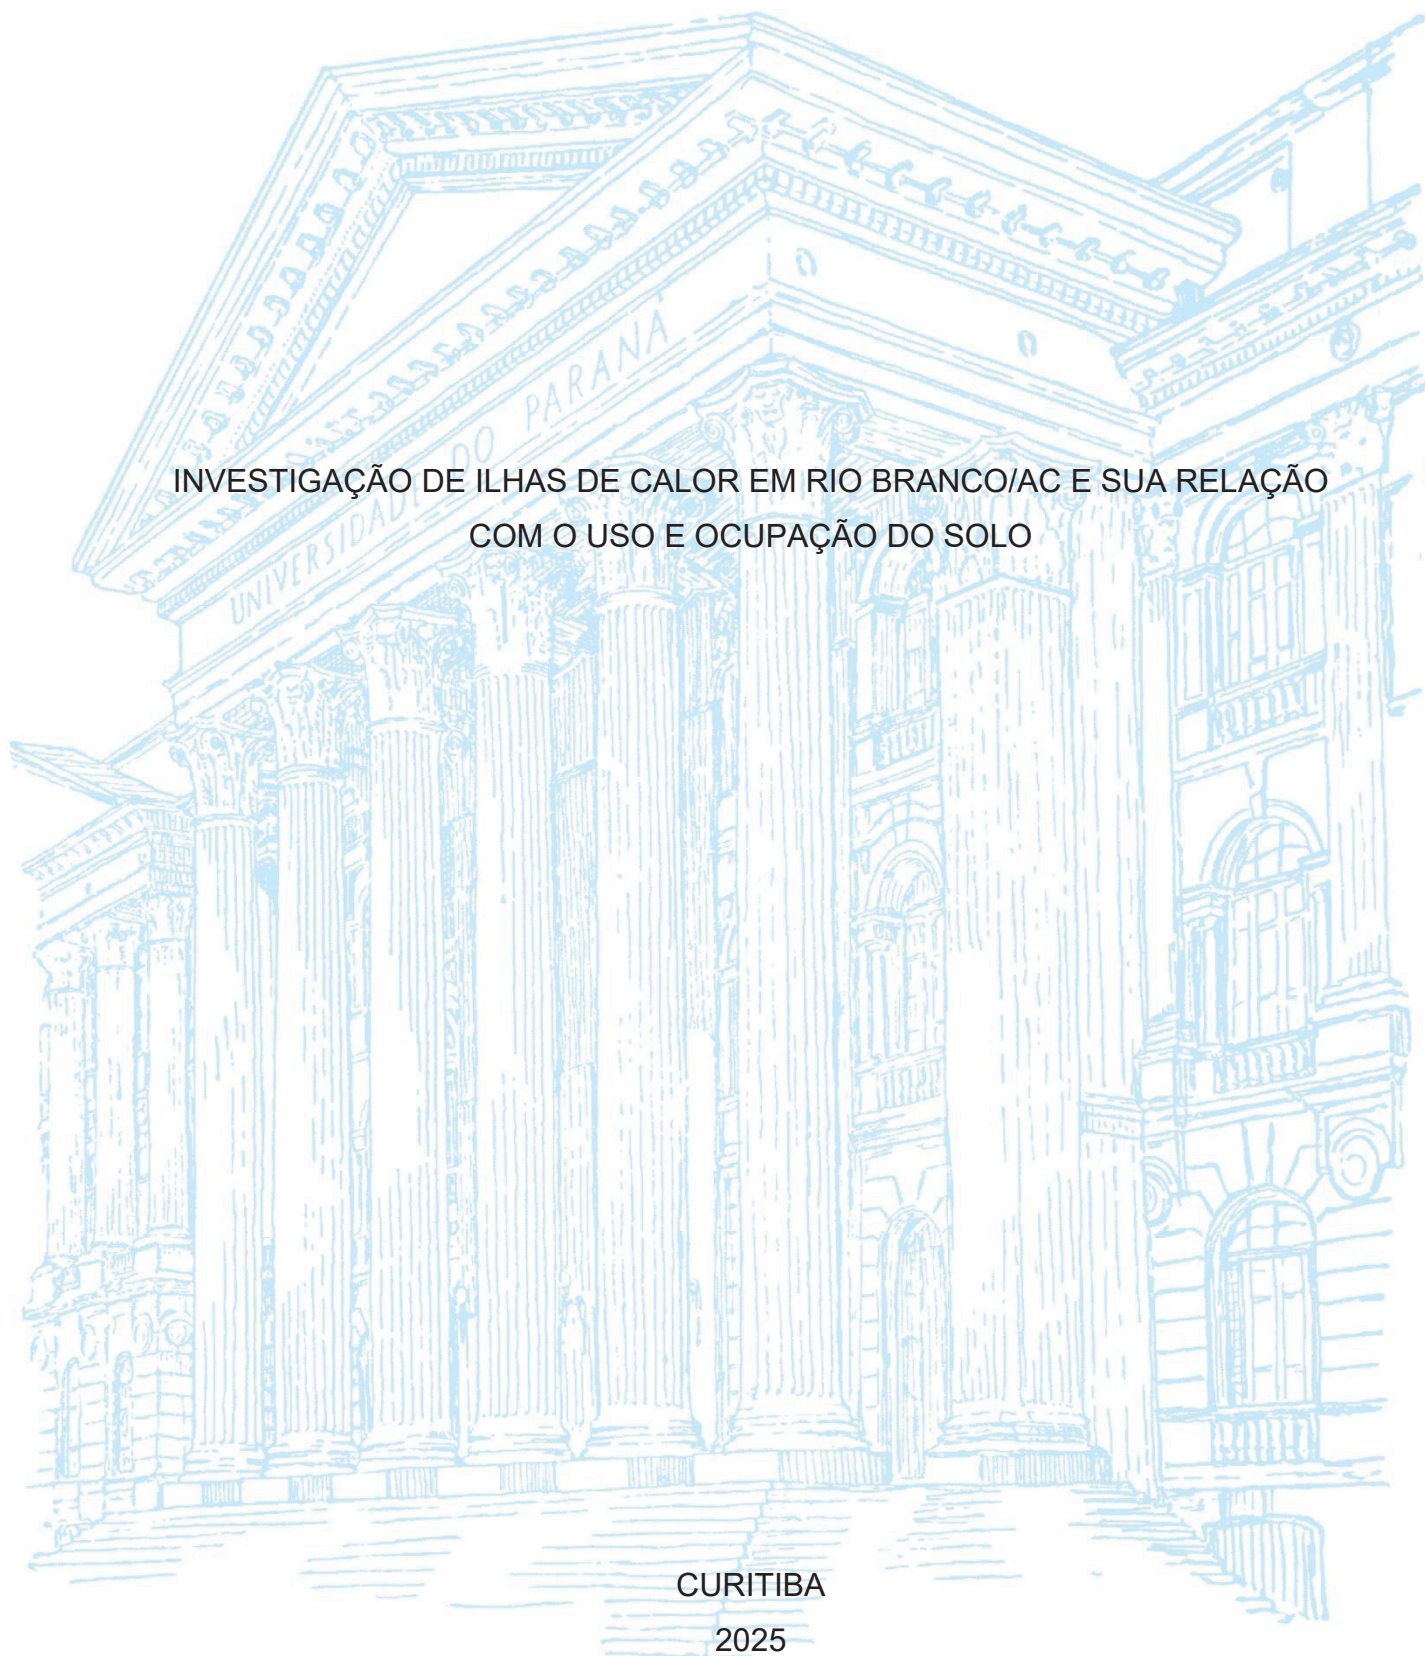 UNIVERSIDADE DO PARANÁ
INVESTIGAÇÃO DE ILHAS DE CALOR EM RIO BRANCO/AC E SUA RELAÇÃO
COM O USO E OCUPAÇÃO DO SOLO
CURITIBA
2025